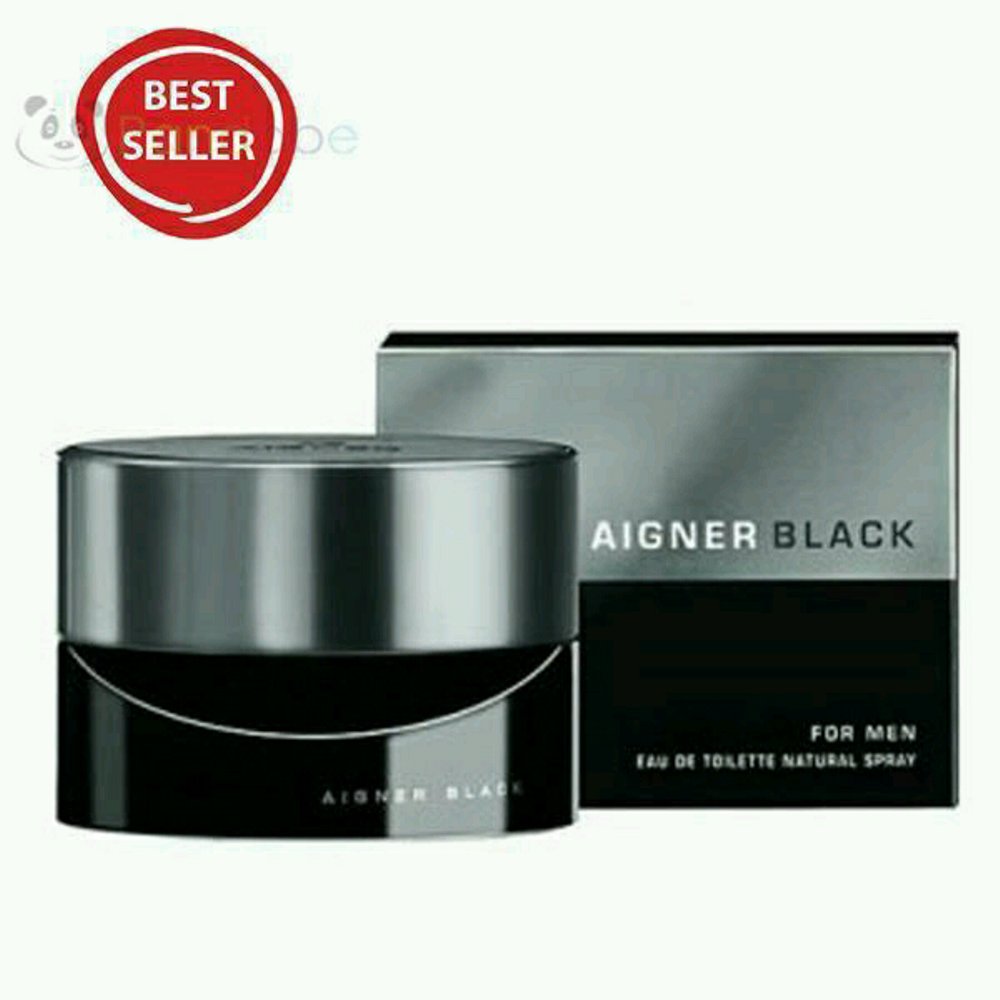 BEST
SELLER
AIGNER BLACK
FOR MEN
EAU DE TOILETTE NATURAL SPRAY
AIGNER BLACK